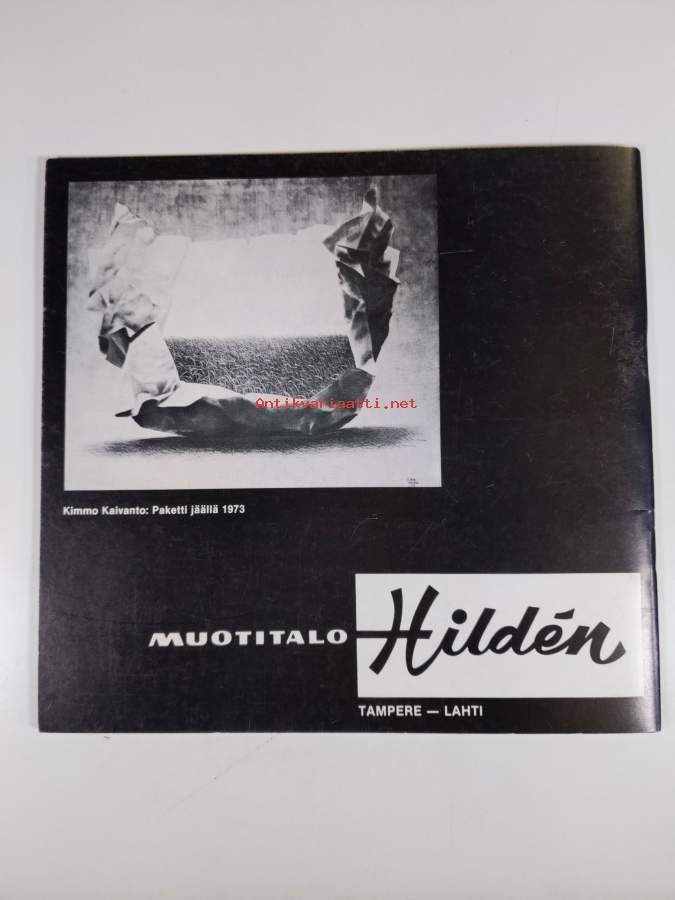 Antikvariaatti.net
Kimmo Kaivanto: Paketti jäällä 1973
MUOTITALO Hildén
TAMPERE — LAHTI